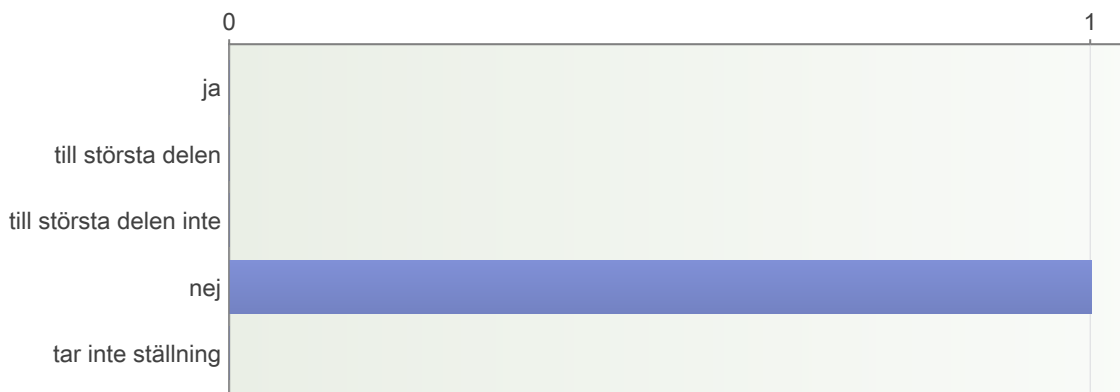 0 1
ja
till största delen
till största delen inte
nej
tar inte ställning